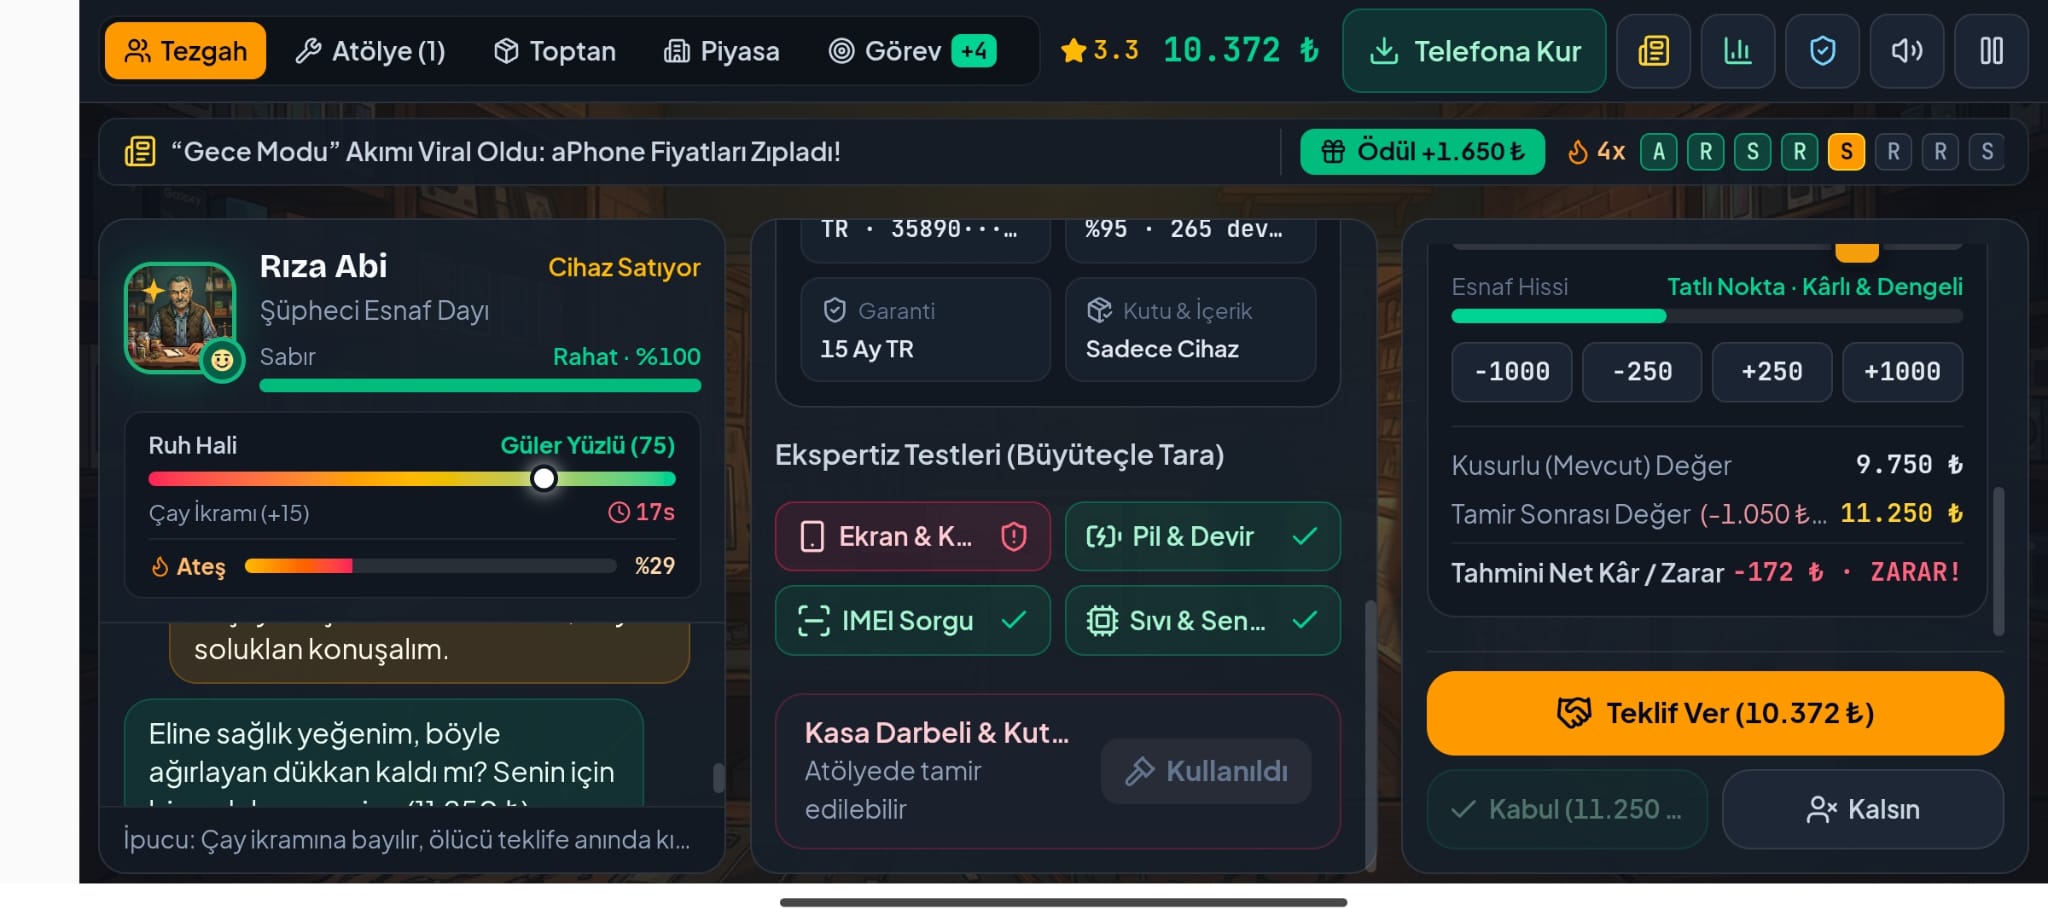 Tezgah
Atölye (1)
Toptan
Piyasa
Görev +4
3.3
10.372 ₺
Telefona Kur
“Gece Modu” Akımı Viral Oldu: aPhone Fiyatları Zıpladı!
Ödül +1.650 ₺
4x
A R S R S R R S
Rıza Abi
Cihaz Satıyor
Şüpheci Esnaf Dayı
Sabır
Rahat · %100
Ruh Hali
Güler Yüzlü (75)
Çay İkramı (+15)
17s
Ateş
%29
soluklan konuşalım.
Eline sağlık yeğenim, böyle
ağırlayan dükkan kaldı mı? Senin için
İpucu: Çay ikramına bayılır, ölücü teklife anında kı...
TR · 35890···…
%95 · 265 dev…
Garanti
15 Ay TR
Kutu & İçerik
Sadece Cihaz
Ekspertiz Testleri (Büyüteçle Tara)
Ekran & K...
Pil & Devir
IMEI Sorgu
Sıvı & Sen...
Kasa Darbeli & Kut...
Atölyede tamir
edilebilir
Kullanıldı
Esnaf Hissi
Tatlı Nokta · Kârlı & Dengeli
-1000
-250
+250
+1000
Kusurlu (Mevcut) Değer
9.750 ₺
Tamir Sonrası Değer (-1.050 ₺...
11.250 ₺
Tahmini Net Kâr / Zarar
-172 ₺ · ZARAR!
Teklif Ver (10.372 ₺)
Kabul (11.250 ...
Kalsın